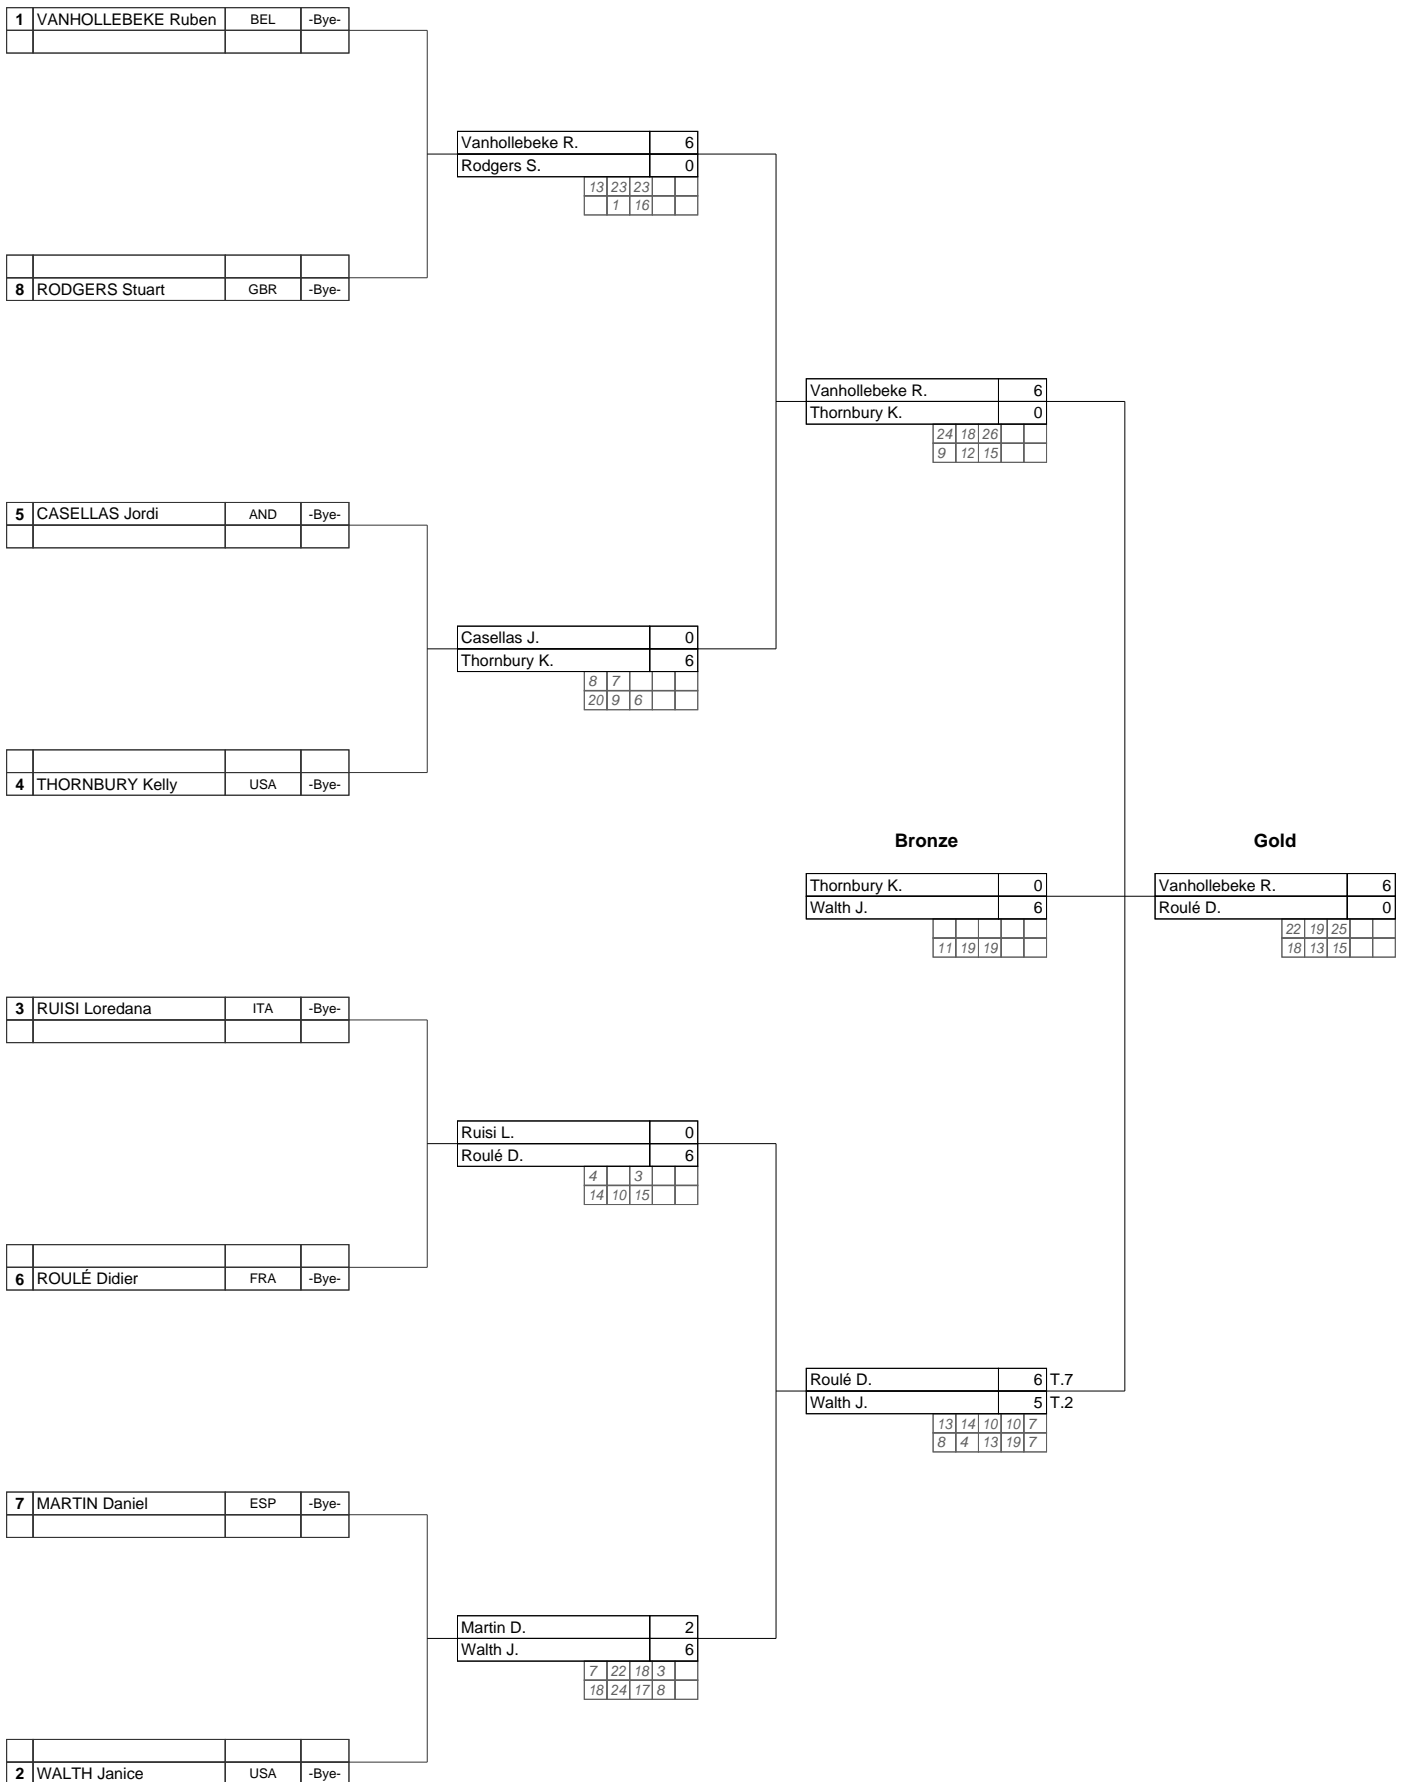 1 VANHOLLEBEKE Ruben BEL -Bye-
Vanhollebeke R. 6
Rodgers S. 0
13 23 23
1 16
8 RODGERS Stuart GBR -Bye-
Vanhollebeke R. 6
Thornbury K. 0
24 18 26
9 12 15
5 CASELLAS Jordi AND -Bye-
Casellas J. 0
Thornbury K. 6
8 7
20 9 6
4 THORNBURY Kelly USA -Bye-
Bronze Gold
Thornbury K. 0 Vanhollebeke R. 6
Walth J. 6 Roulé D. 0
22 19 25
11 19 19 18 13 15
3 RUISI Loredana ITA -Bye-
Ruisi L. 0
Roulé D. 6
4 3
14 10 15
6 ROULÉ Didier FRA -Bye-
Roulé D. 6 T.7
Walth J. 5 T.2
13 14 10 10 7
8 4 13 19 7
7 MARTIN Daniel ESP -Bye-
Martin D. 2
Walth J. 6
7 22 18 3
18 24 17 8
2 WALTH Janice USA -Bye-